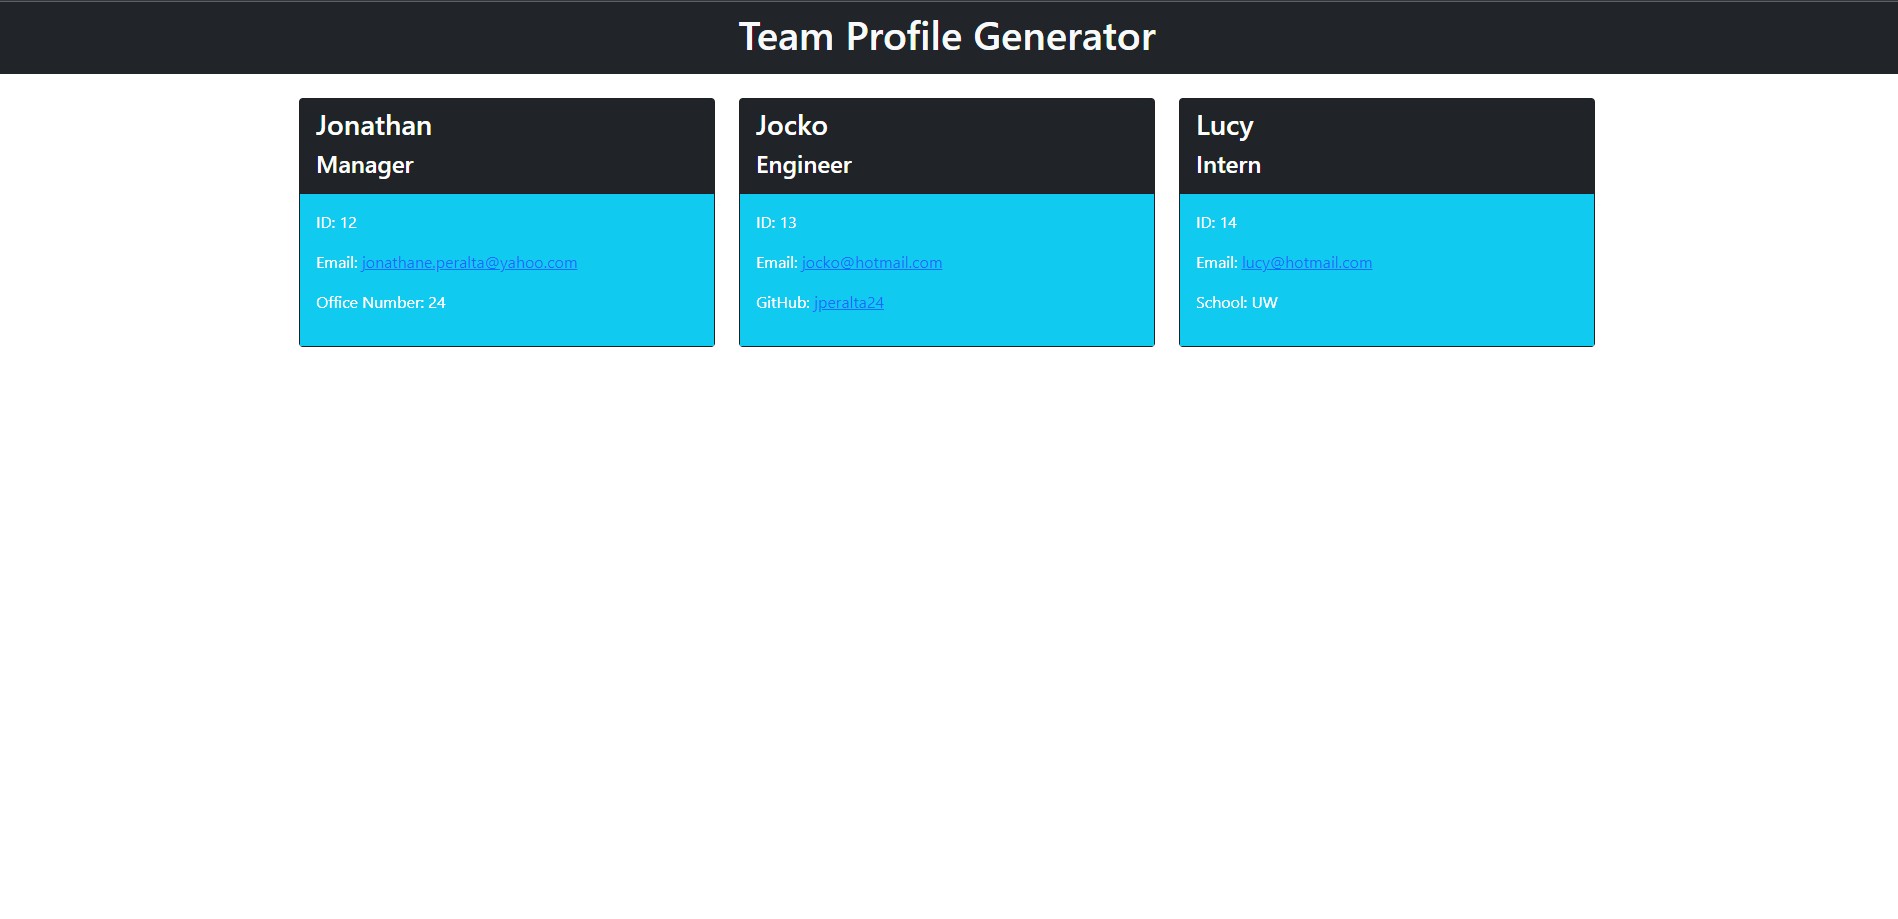 Team Profile Generator
Jonathan
Manager
ID: 12
Email: jonathane.peralta@yahoo.com
Office Number: 24
Jocko
Engineer
ID: 13
Email: jocko@hotmail.com
GitHub: jperalta24
Lucy
Intern
ID: 14
Email: lucy@hotmail.com
School: UW